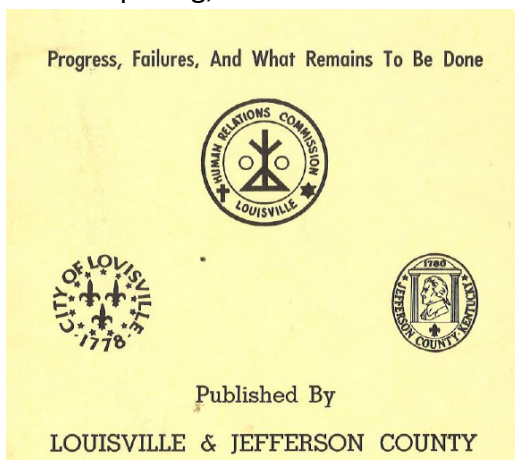 Progress, Failures, And What Remains To Be Done
HUMAN RELATIONS COMMISSION
LOUISVILLE
CITY OF LOVISVILLE
·1778·
1780
JEFFERSON COUNTY·KENTUCKY
Published By
LOUISVILLE & JEFFERSON COUNTY